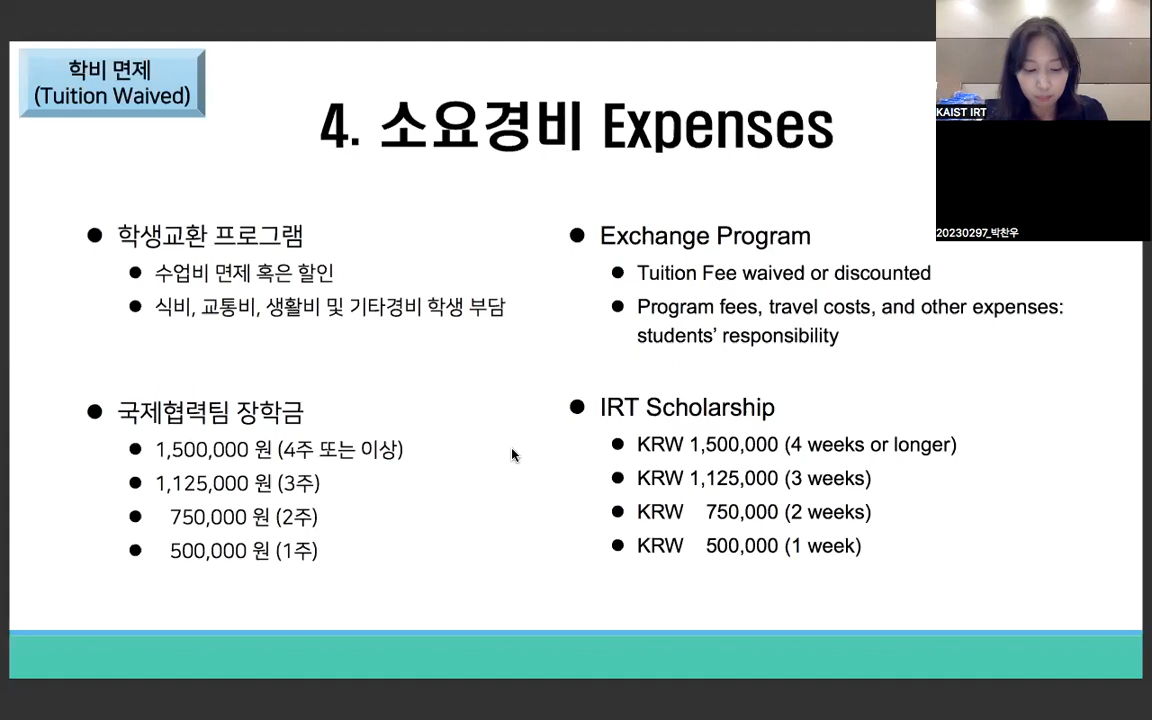 학비 면제
(Tuition Waived)
4. 소요경비 Expenses
KAIST IRT
20230297_박찬우
● 학생교환 프로그램
● 수업비 면제 혹은 할인
● 식비, 교통비, 생활비 및 기타경비 학생 부담
● 국제협력팀 장학금
● 1,500,000 원 (4주 또는 이상)
● 1,125,000 원 (3주)
● 750,000 원 (2주)
● 500,000 원 (1주)
● Exchange Program
● Tuition Fee waived or discounted
● Program fees, travel costs, and other expenses:
students’ responsibility
● IRT Scholarship
● KRW 1,500,000 (4 weeks or longer)
● KRW 1,125,000 (3 weeks)
● KRW 750,000 (2 weeks)
● KRW 500,000 (1 week)